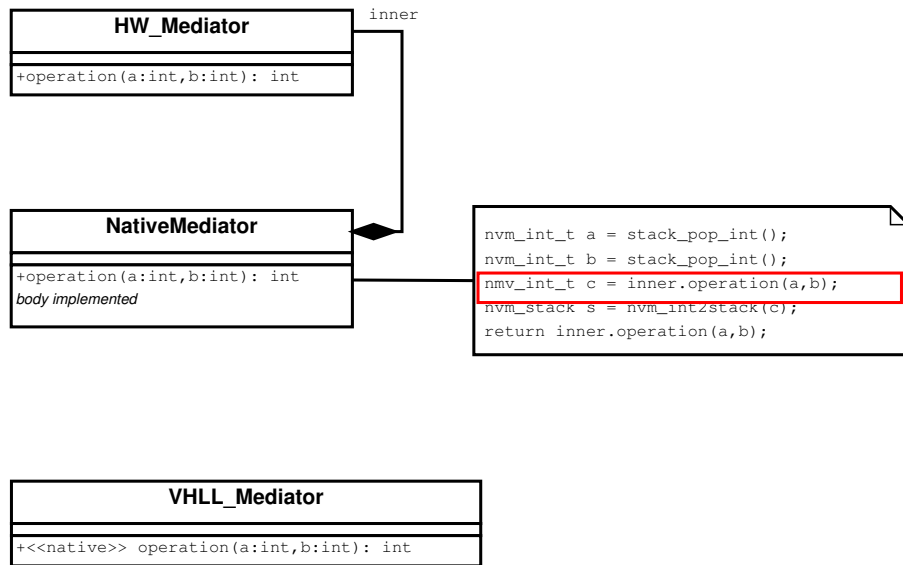 inner
HW_Mediator
+operation(a:int,b:int): int
NativeMediator
+operation(a:int,b:int): int
body implemented
nvm_int_t a = stack_pop_int();
nvm_int_t b = stack_pop_int();
nmv_int_t c = inner.operation(a,b);
nvm_stack s = nvm_int2stack(c);
return inner.operation(a,b);
VHLL_Mediator
+<<native>> operation(a:int,b:int): int